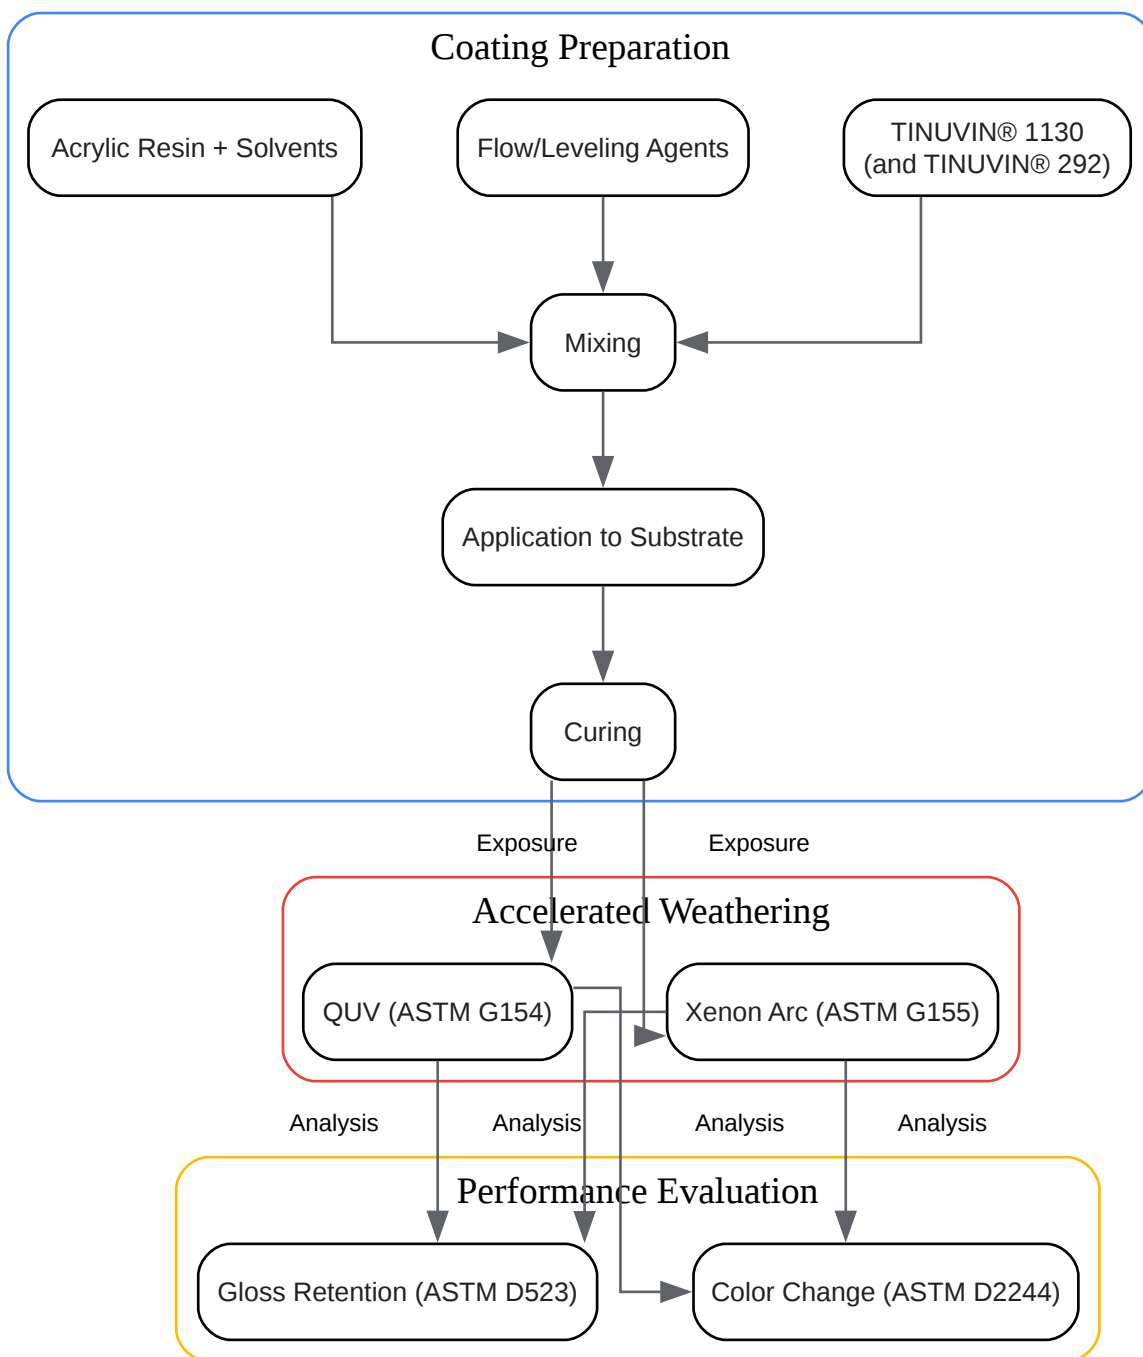 Coating Preparation
Acrylic Resin + Solvents
Flow/Leveling Agents
TINUVIN® 1130
(and TINUVIN® 292)
Mixing
Application to Substrate
Curing
Exposure
Exposure
Accelerated Weathering
QUV (ASTM G154)
Xenon Arc (ASTM G155)
Analysis
Analysis
Analysis
Analysis
Performance Evaluation
Gloss Retention (ASTM D523)
Color Change (ASTM D2244)